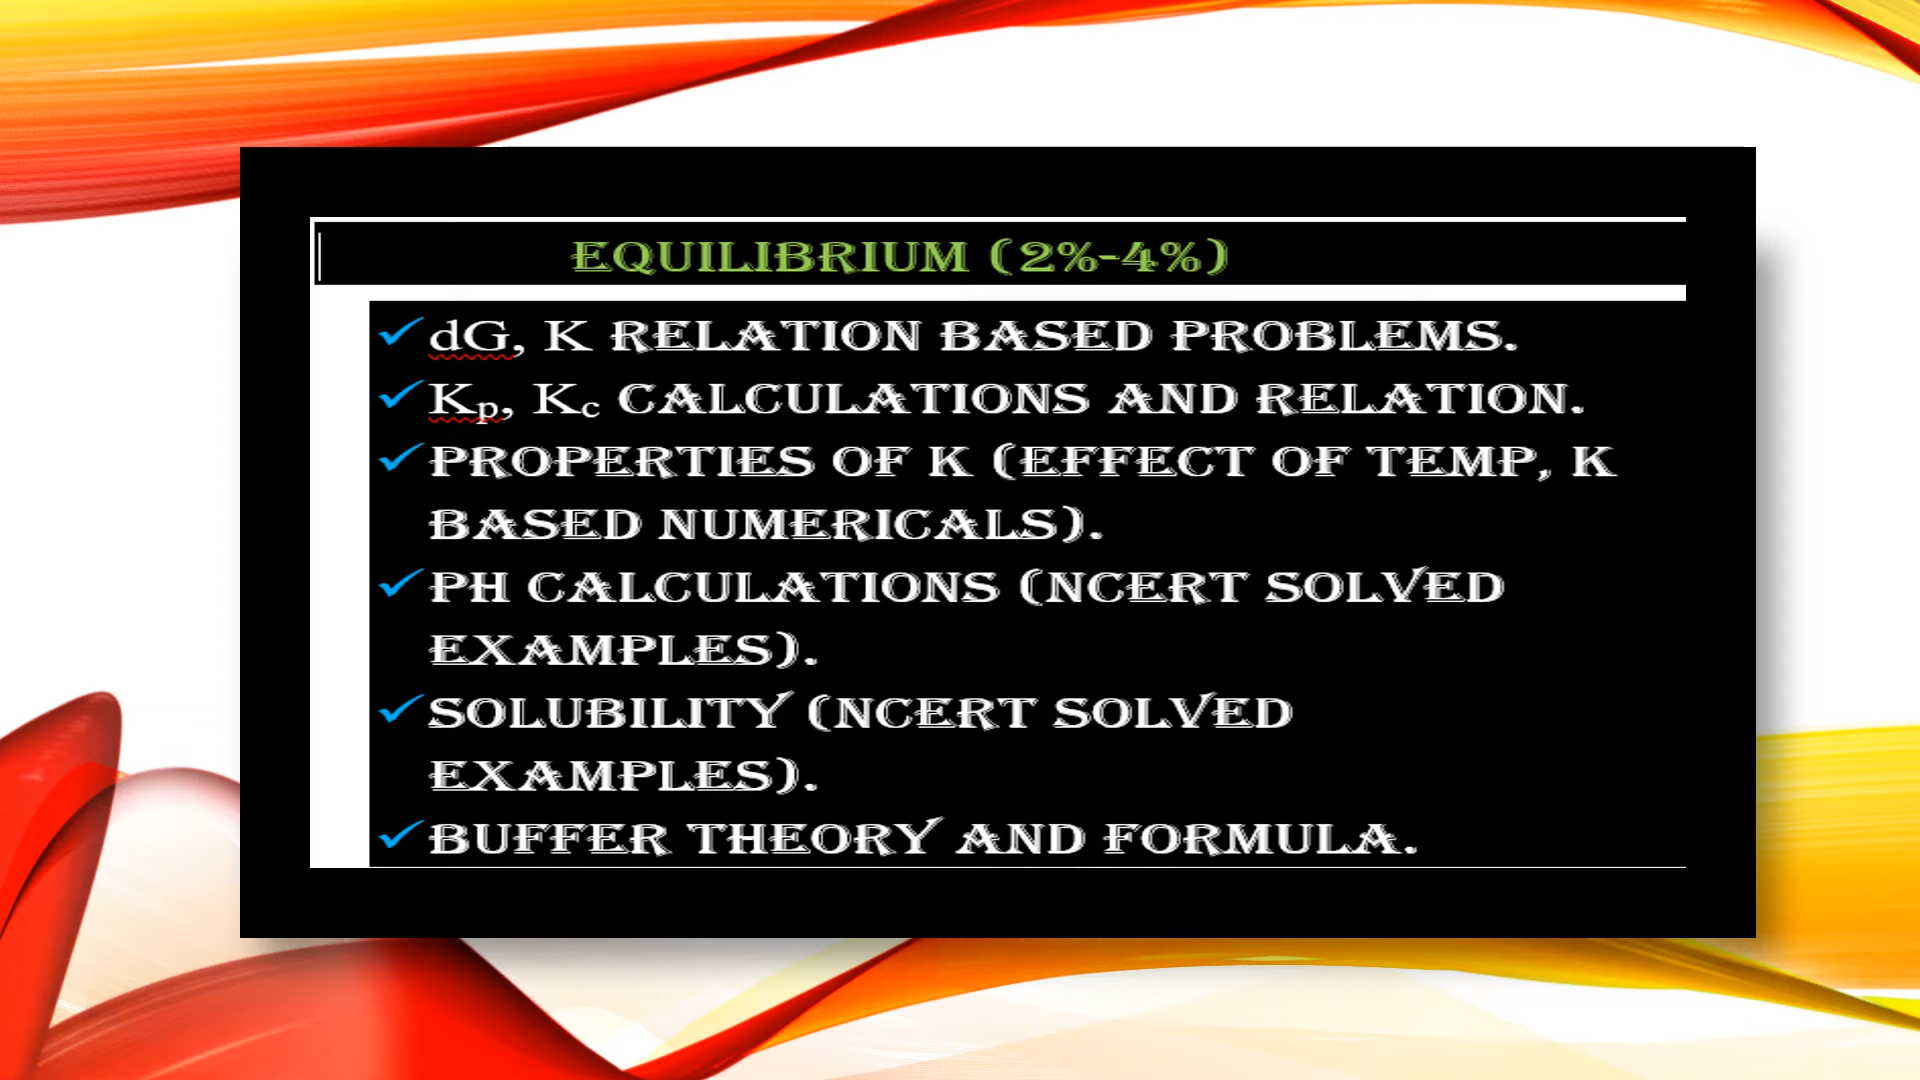 EQUILIBRIUM (2%-4%)
✓ dG, K RELATION BASED PROBLEMS.
✓ Kp, Kc CALCULATIONS AND RELATION.
✓ PROPERTIES OF K (EFFECT OF TEMP, K
BASED NUMERICALS).
✓ PH CALCULATIONS (NCERT SOLVED
EXAMPLES).
✓ SOLUBILITY (NCERT SOLVED
EXAMPLES).
✓ BUFFER THEORY AND FORMULA.